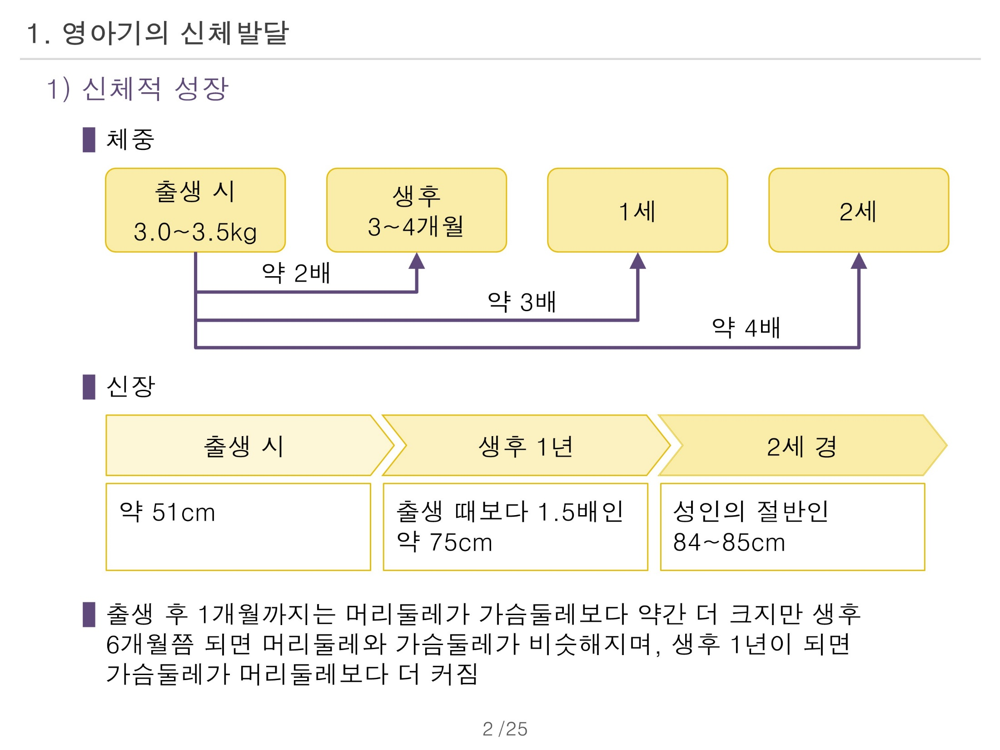 1. 영아기의 신체발달
1) 신체적 성장
체중
출생 시
3.0~3.5kg
생후
3~4개월
1세
2세
약 2배
약 3배
약 4배
신장
출생 시
생후 1년
2세 경
약 51cm
출생 때보다 1.5배인
약 75cm
성인의 절반인
84~85cm
출생 후 1개월까지는 머리둘레가 가슴둘레보다 약간 더 크지만 생후
6개월쯤 되면 머리둘레와 가슴둘레가 비슷해지며, 생후 1년이 되면
가슴둘레가 머리둘레보다 더 커짐
2 /25